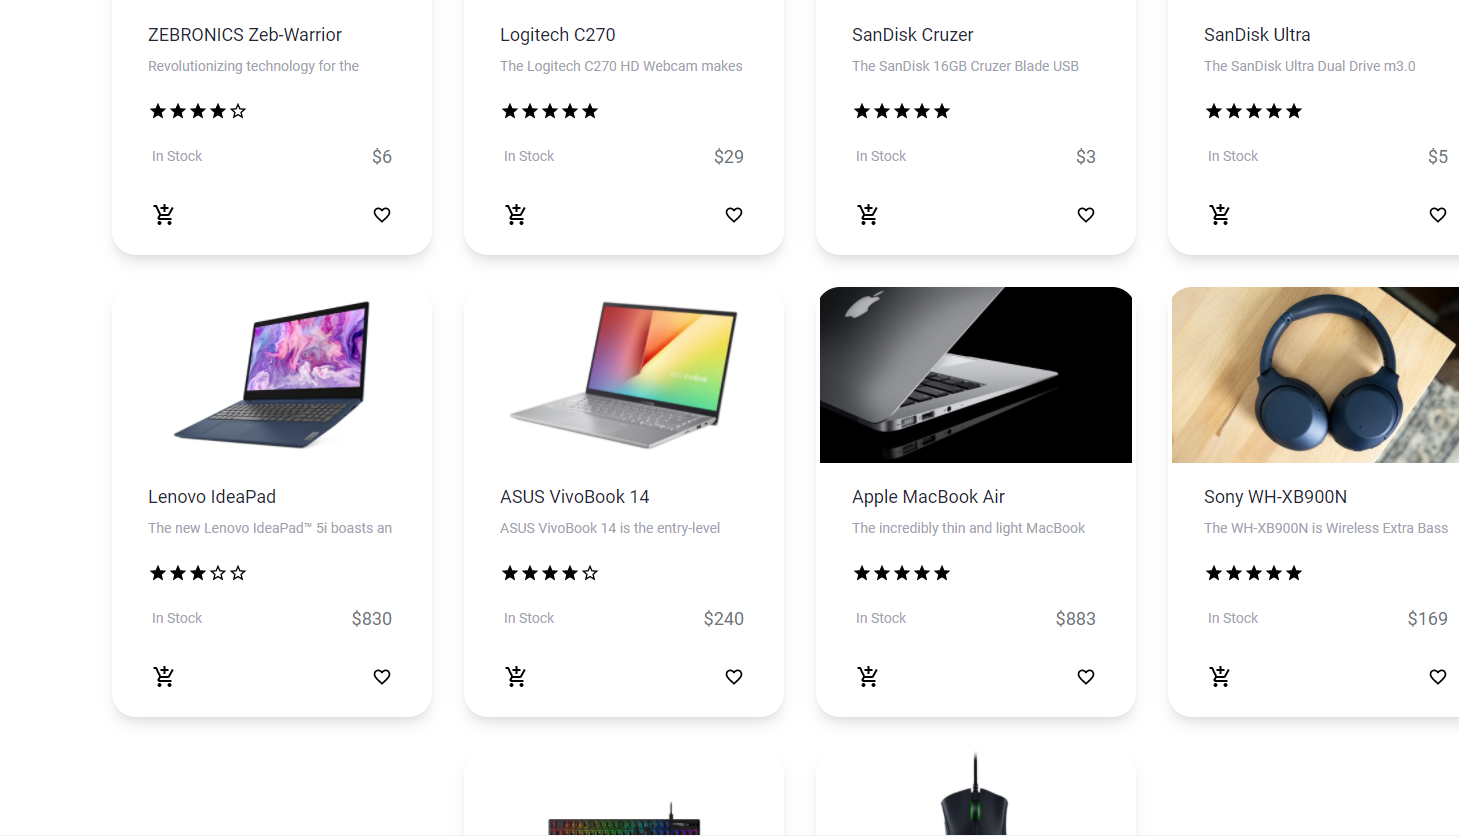 ZEBRONICS Zeb-Warrior
Revolutionizing technology for the
In Stock
$6
Logitech C270
The Logitech C270 HD Webcam makes
In Stock
$29
SanDisk Cruzer
The SanDisk 16GB Cruzer Blade USB
In Stock
$3
SanDisk Ultra
The SanDisk Ultra Dual Drive m3.0
In Stock
$5
Lenovo IdeaPad
The new Lenovo IdeaPad™ 5i boasts an
In Stock
$830
ASUS VivoBook 14
ASUS VivoBook 14 is the entry-level
In Stock
$240
Apple MacBook Air
The incredibly thin and light MacBook
In Stock
$883
Sony WH-XB900N
The WH-XB900N is Wireless Extra Bass
In Stock
$169